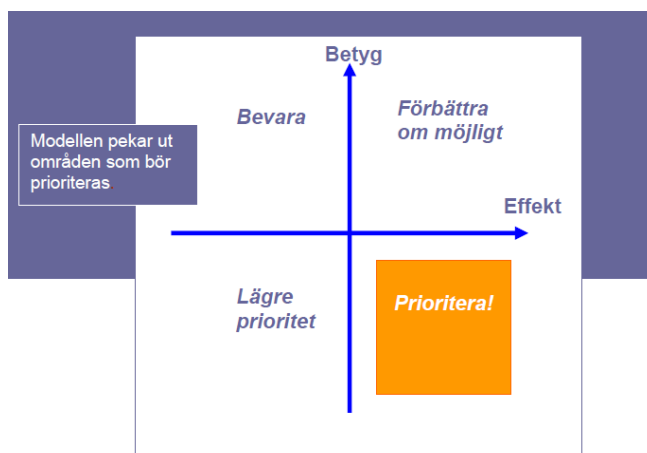 Betyg
Bevara
Förbättra
om möjligt
Modellen pekar ut
områden som bör
prioriteras.
Effekt
Lägre
prioritet
Prioritera!